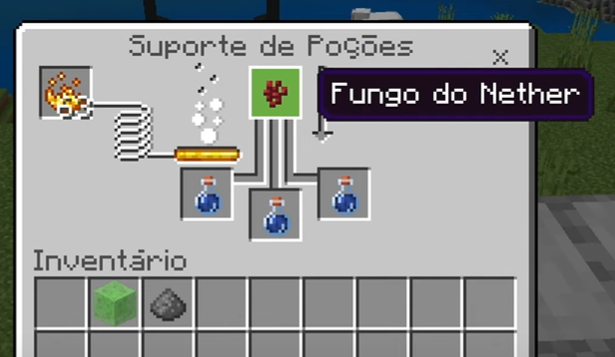 Suporte de Poções
x
Fungo do Nether
Inventário